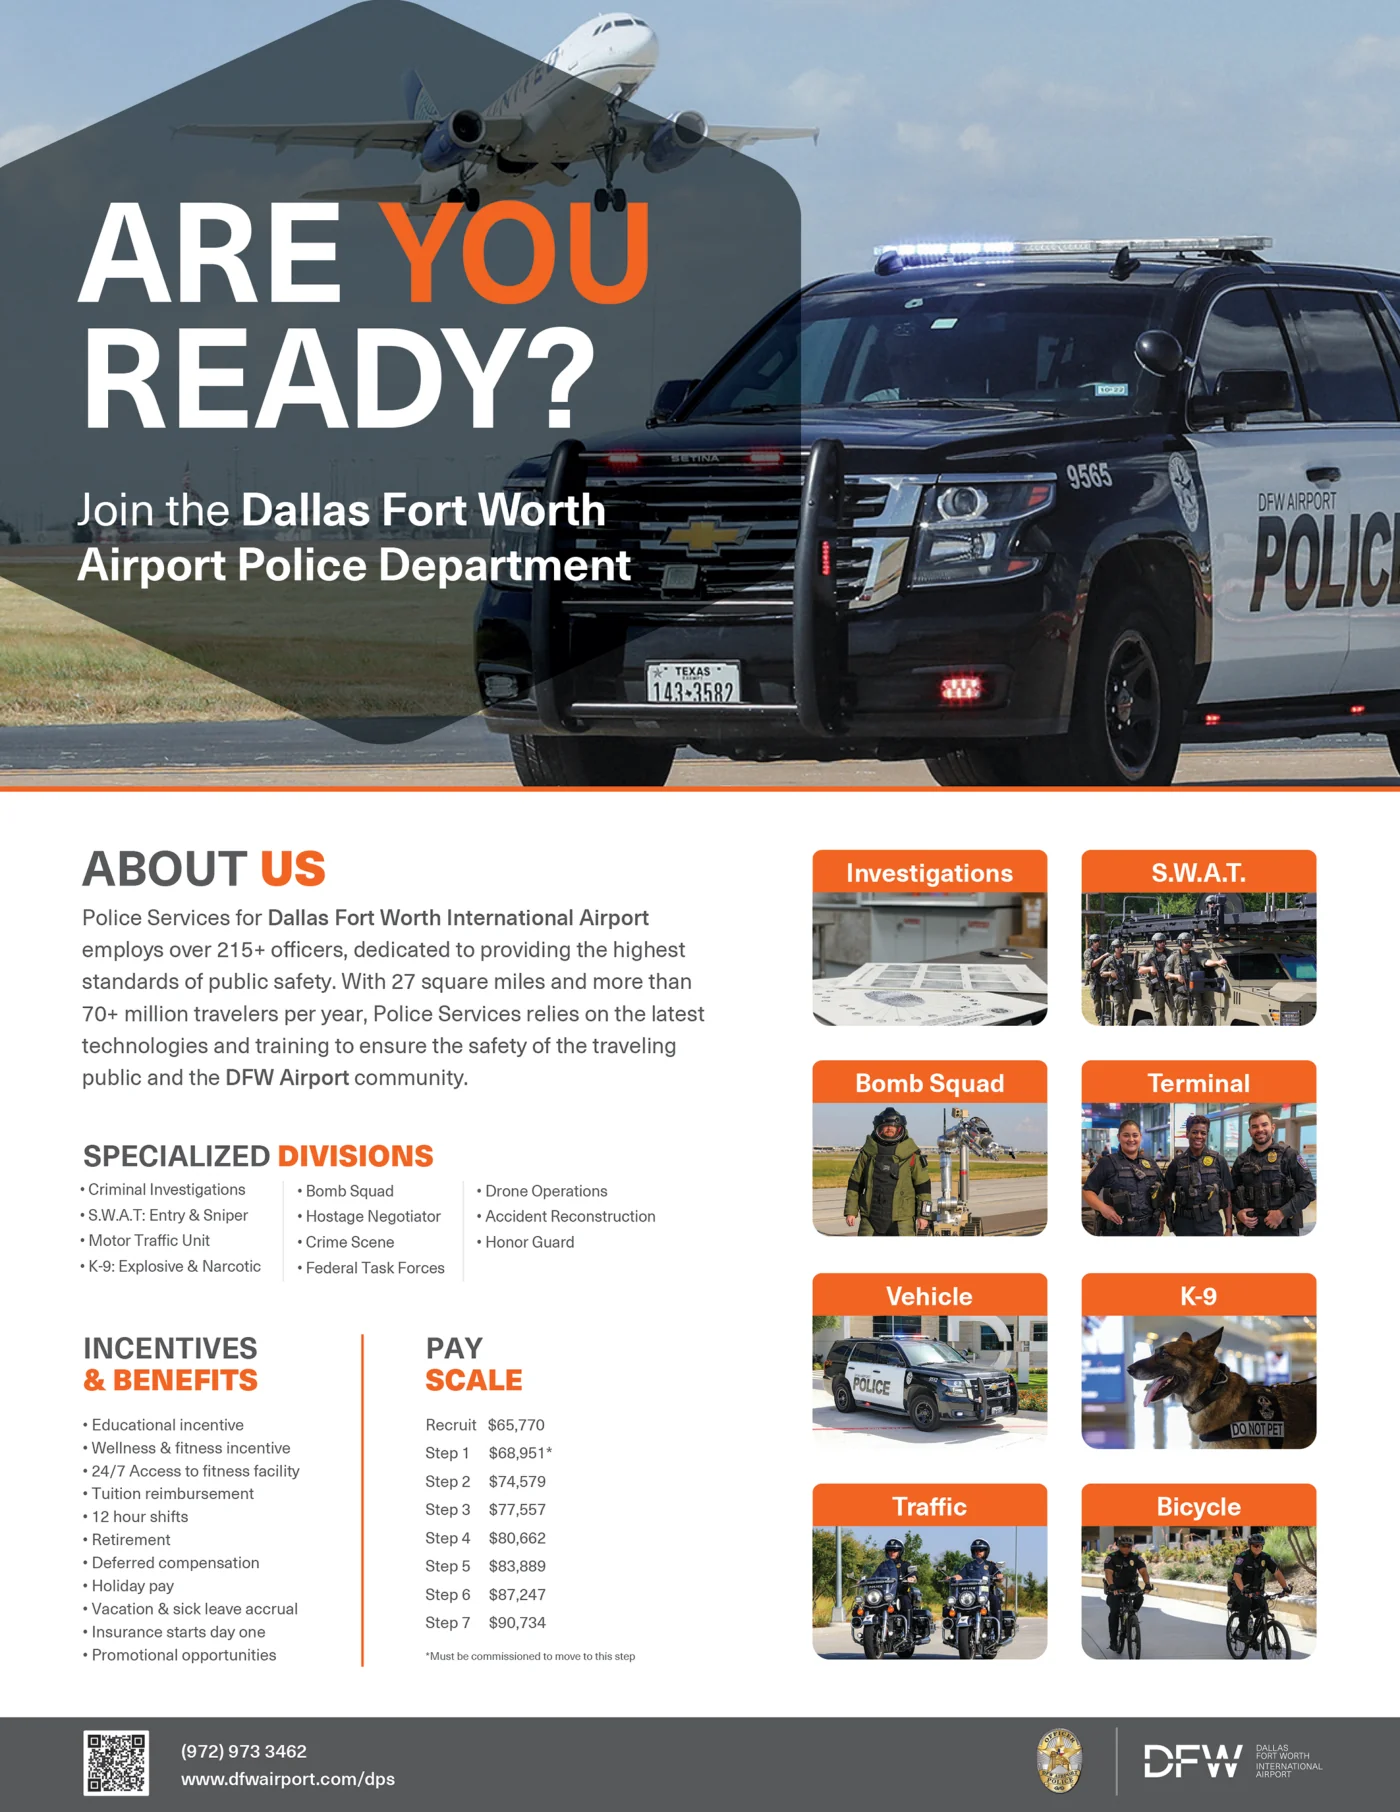 UNITED
ARE YOU
READY?
Join the Dallas Fort Worth
Airport Police Department
SETINA
10-22
9565
DFW AIRPORT
POLIC
TEXAS
143 3582
ABOUT US
Police Services for Dallas Fort Worth International Airport
employs over 215+ officers, dedicated to providing the highest
standards of public safety. With 27 square miles and more than
70+ million travelers per year, Police Services relies on the latest
technologies and training to ensure the safety of the traveling
public and the DFW Airport community.
SPECIALIZED DIVISIONS
• Criminal Investigations
• S.W.A.T: Entry & Sniper
• Motor Traffic Unit
• K-9: Explosive & Narcotic
• Bomb Squad
• Hostage Negotiator
• Crime Scene
• Federal Task Forces
• Drone Operations
• Accident Reconstruction
• Honor Guard
INCENTIVES
& BENEFITS
• Educational incentive
• Wellness & fitness incentive
• 24/7 Access to fitness facility
• Tuition reimbursement
• 12 hour shifts
• Retirement
• Deferred compensation
• Holiday pay
• Vacation & sick leave accrual
• Insurance starts day one
• Promotional opportunities
PAY
SCALE
Recruit $65,770
Step 1 $68,951*
Step 2 $74,579
Step 3 $77,557
Step 4 $80,662
Step 5 $83,889
Step 6 $87,247
Step 7 $90,734
*Must be commissioned to move to this step
Investigations
S.W.A.T.
Bomb Squad
Terminal
Vehicle
POLICE
K-9
DO NOT PET
Traffic
Bicycle
(972) 973 3462
www.dfwairport.com/dps
OFFICER
POLICE
DFW
DALLAS
FORT WORTH
INTERNATIONAL
AIRPORT